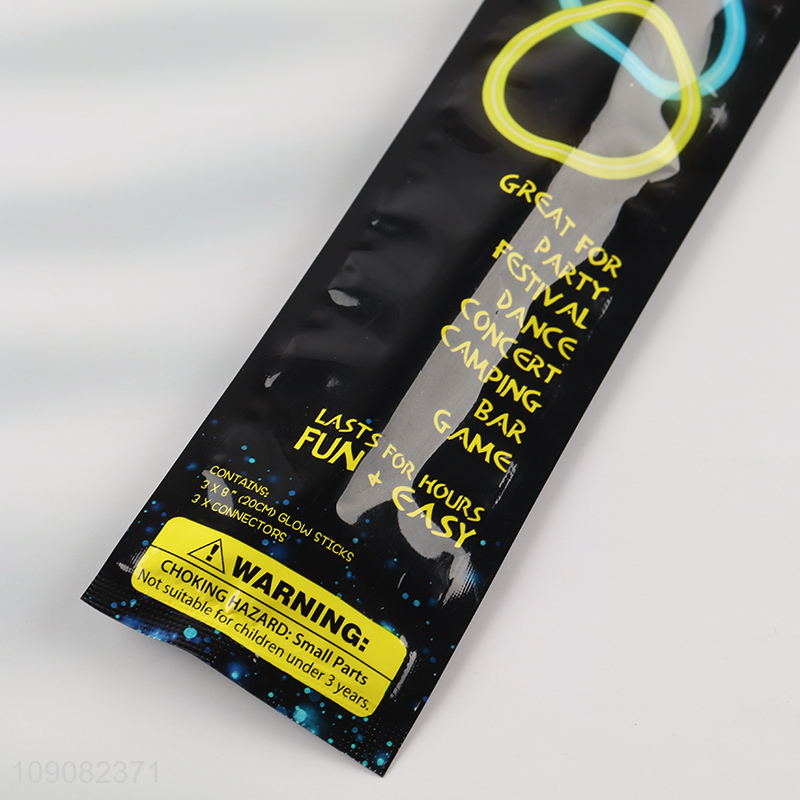 GREAT FOR
PARTY
FESTIVAL
DANCE
CONCERT
CAMPING
BAR
GAME
LASTS FOR HOURS
FUN + EASY
CONTAINS:
3 X 8" (20CM) GLOW STICKS
3 X CONNECTORS
WARNING:
CHOKING HAZARD: Small Parts
Not suitable for children under 3 years.
109082371